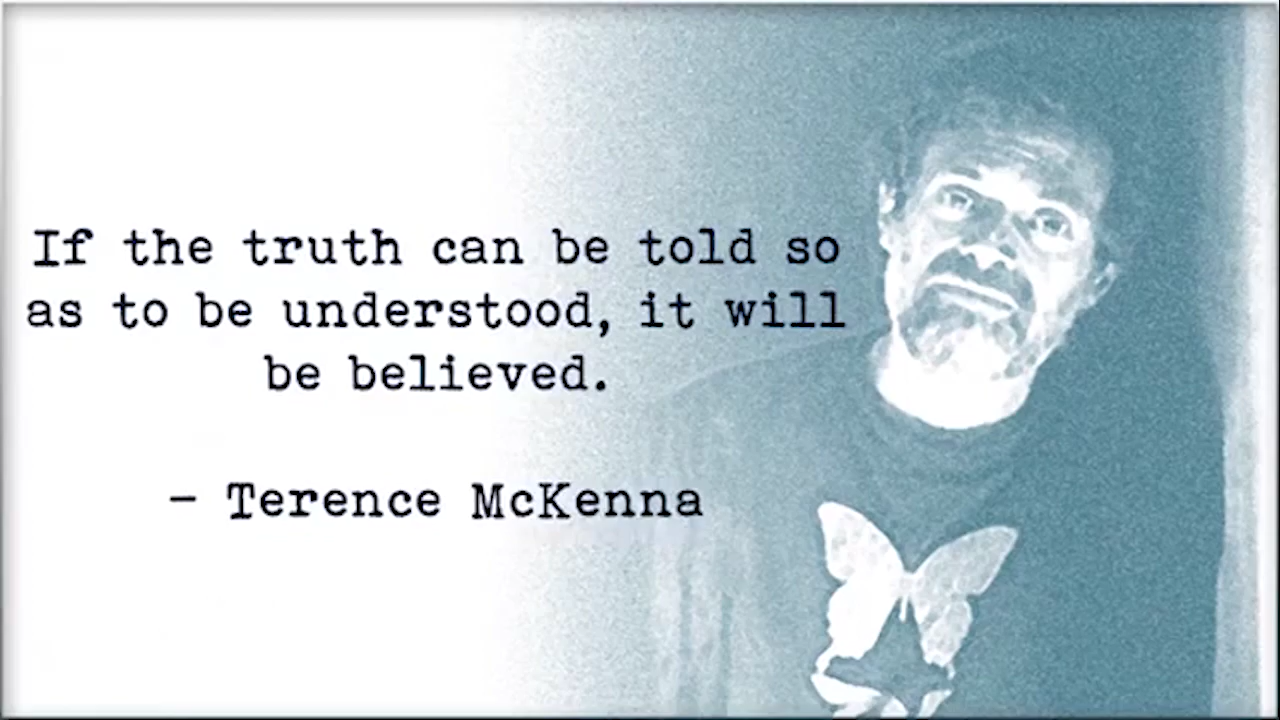 If the truth can be told so
as to be understood, it will
be believed.
- Terence McKenna